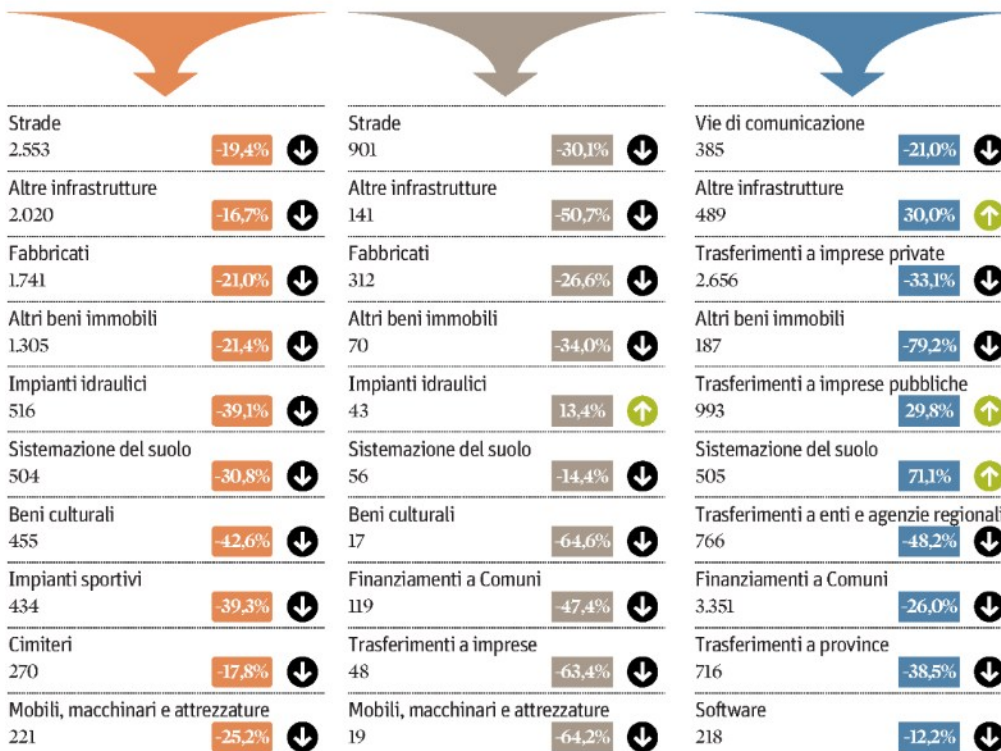 Strade
2.553 -19,4%
Altre infrastrutture
2.020 -16,7%
Fabbricati
1.741 -21,0%
Altri beni immobili
1.305 -21,4%
Impianti idraulici
516 -39,1%
Sistemazione del suolo
504 -30,8%
Beni culturali
455 -42,6%
Impianti sportivi
434 -39,3%
Cimiteri
270 -17,8%
Mobili, macchinari e attrezzature
221 -25,2%
Strade
901 -30,1%
Altre infrastrutture
141 -50,7%
Fabbricati
312 -26,6%
Altri beni immobili
70 -34,0%
Impianti idraulici
43 13,4%
Sistemazione del suolo
56 -14,4%
Beni culturali
17 -64,6%
Finanziamenti a Comuni
119 -47,4%
Trasferimenti a imprese
48 -63,4%
Mobili, macchinari e attrezzature
19 -64,2%
Vie di comunicazione
385 -21,0%
Altre infrastrutture
489 30,0%
Trasferimenti a imprese private
2.656 -33,1%
Altri beni immobili
187 -79,2%
Trasferimenti a imprese pubbliche
993 29,8%
Sistemazione del suolo
505 71,1%
Trasferimenti a enti e agenzie regionali
766 -48,2%
Finanziamenti a Comuni
3.351 -26,0%
Trasferimenti a province
716 -38,5%
Software
218 -12,2%